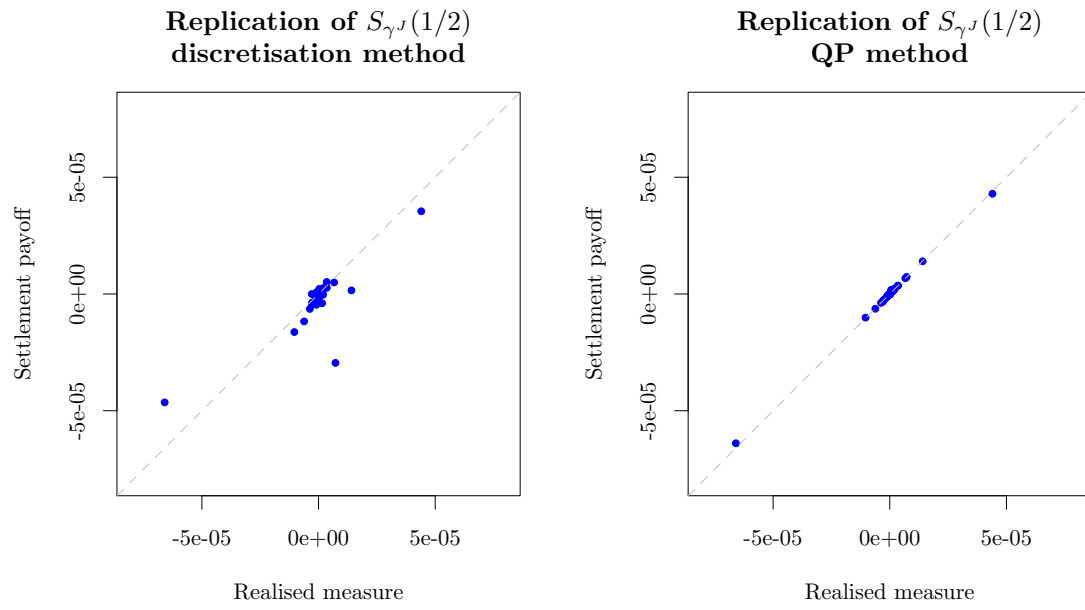 Replication of $S_{\gamma^J}(1/2)$
discretisation method
Settlement payoff
5e-05
0e+00
-5e-05
-5e-05 0e+00 5e-05
Realised measure
Replication of $S_{\gamma^J}(1/2)$
QP method
Settlement payoff
5e-05
0e+00
-5e-05
-5e-05 0e+00 5e-05
Realised measure